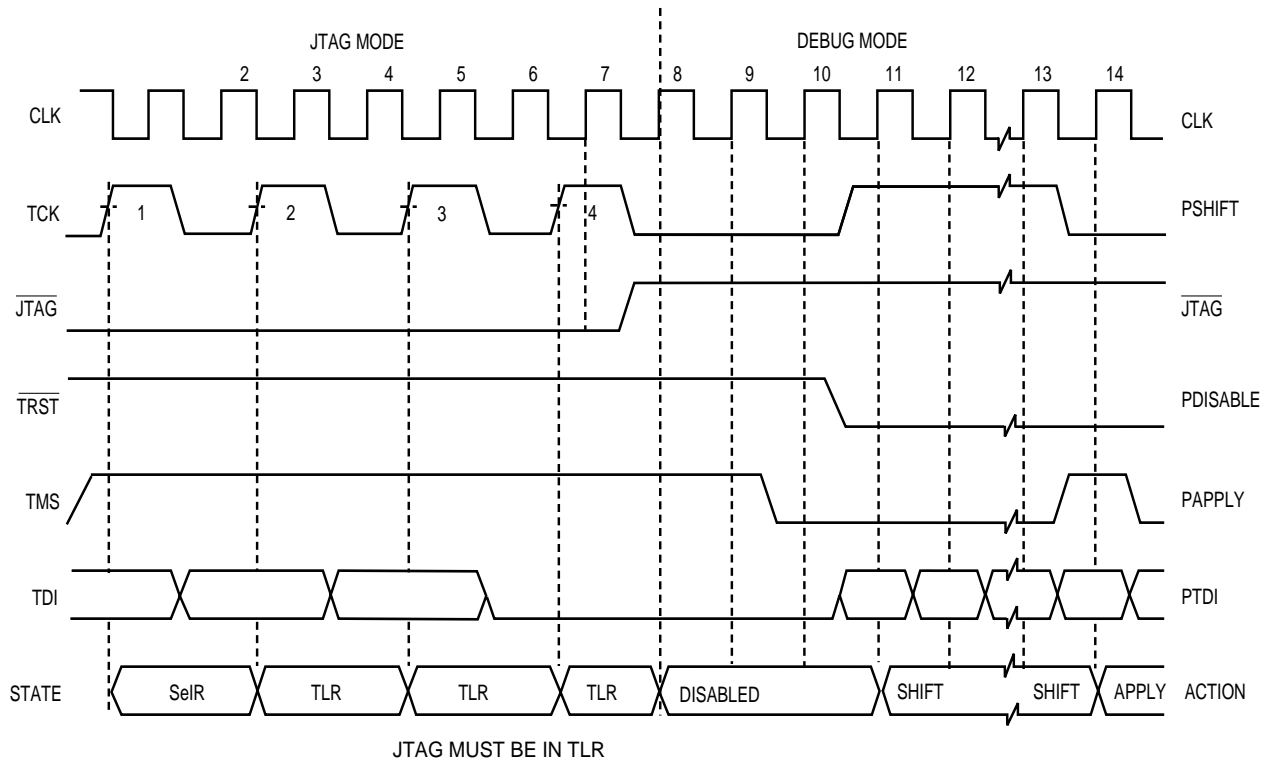 JTAG MODE DEBUG MODE
2 3 4 5 6 7 8 9 10 11 12 13 14
CLK CLK
TCK 1 2 3 4 PSHIFT
JTAG JTAG
TRST PDISABLE
TMS PAPPLY
TDI PTDI
STATE SelR TLR TLR TLR DISABLED SHIFT SHIFT APPLY ACTION
JTAG MUST BE IN TLR